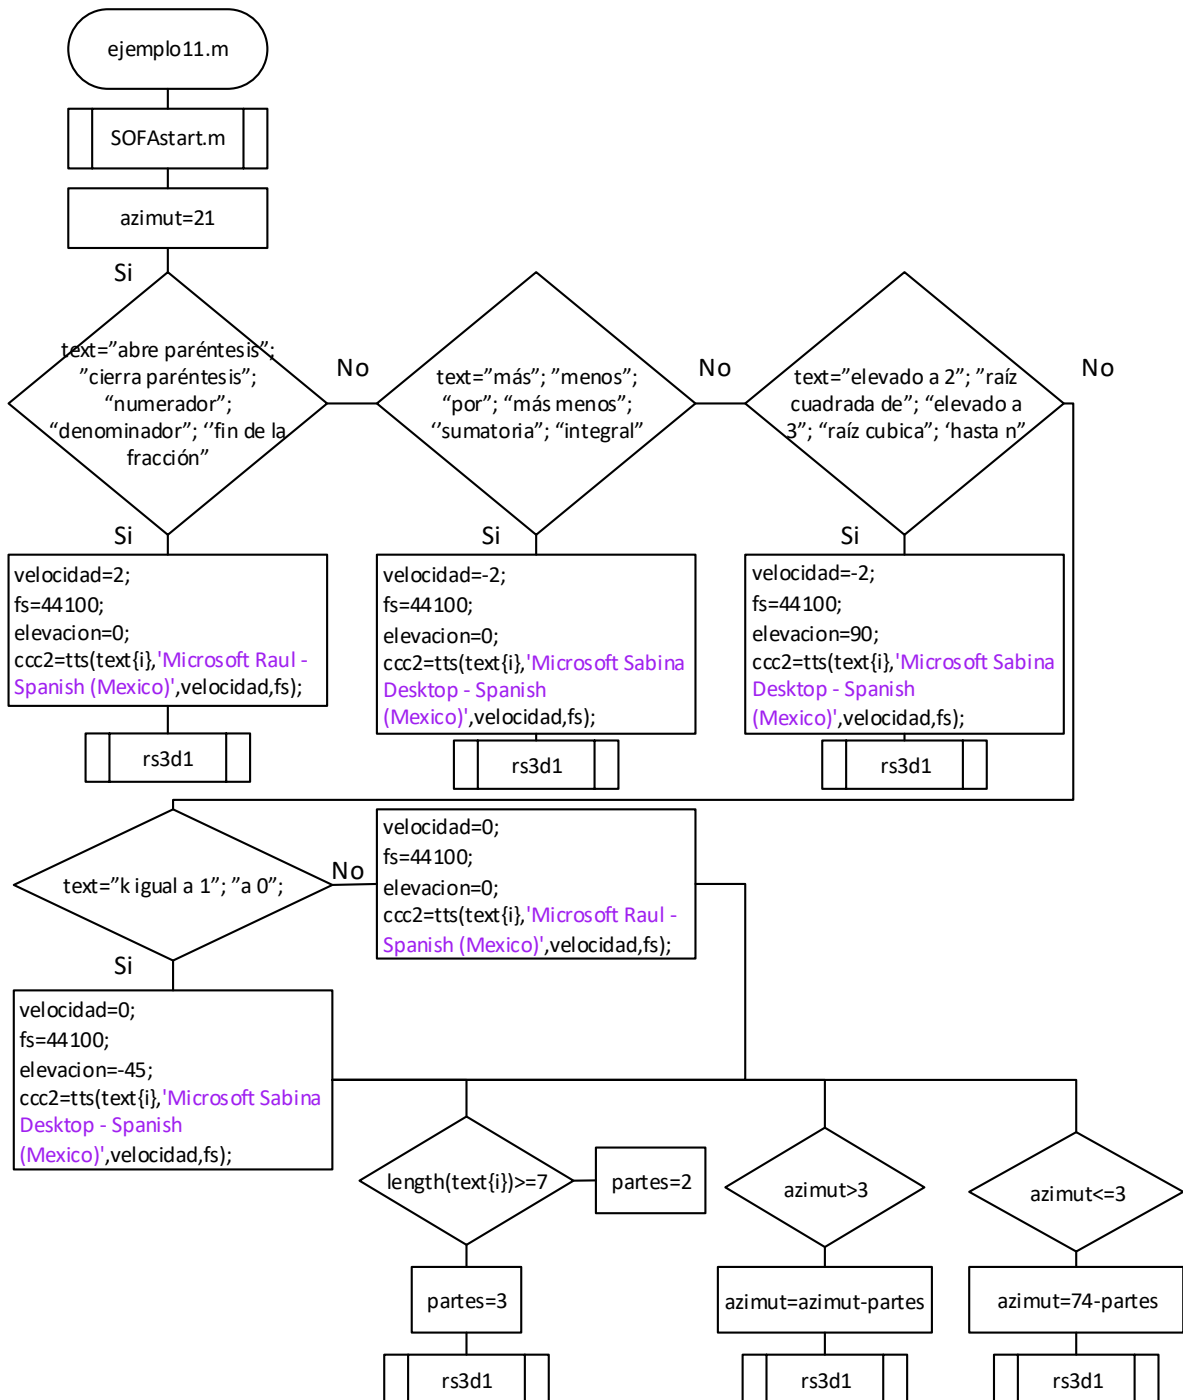 ejemplo11.m
SOFAstart.m
azimut=21
Si
text=”abre paréntesis”;
”cierra paréntesis”;
“numerador”;
“denominador”; ‘’fin de la
fracción”
No
text=”más”; ”menos”;
“por”; “más menos”;
‘’sumatoria”; “integral”
No
text=”elevado a 2”; ”raíz
cuadrada de”; “elevado a
3”; “raíz cubica”; ‘hasta n”
No
Si
velocidad=2;
fs=44100;
elevacion=0;
ccc2=tts(text{i},'Microsoft Raul -
Spanish (Mexico)',velocidad,fs);
rs3d1
Si
velocidad=-2;
fs=44100;
elevacion=0;
ccc2=tts(text{i},'Microsoft Sabina
Desktop - Spanish
(Mexico)',velocidad,fs);
rs3d1
Si
velocidad=-2;
fs=44100;
elevacion=90;
ccc2=tts(text{i},'Microsoft Sabina
Desktop - Spanish
(Mexico)',velocidad,fs);
rs3d1
text=”k igual a 1”; ”a 0”;
No
velocidad=0;
fs=44100;
elevacion=0;
ccc2=tts(text{i},'Microsoft Raul -
Spanish (Mexico)',velocidad,fs);
Si
velocidad=0;
fs=44100;
elevacion=-45;
ccc2=tts(text{i},'Microsoft Sabina
Desktop - Spanish
(Mexico)',velocidad,fs);
length(text{i})>=7
partes=2
azimut>3
azimut<=3
partes=3
azimut=azimut-partes
azimut=74-partes
rs3d1
rs3d1
rs3d1